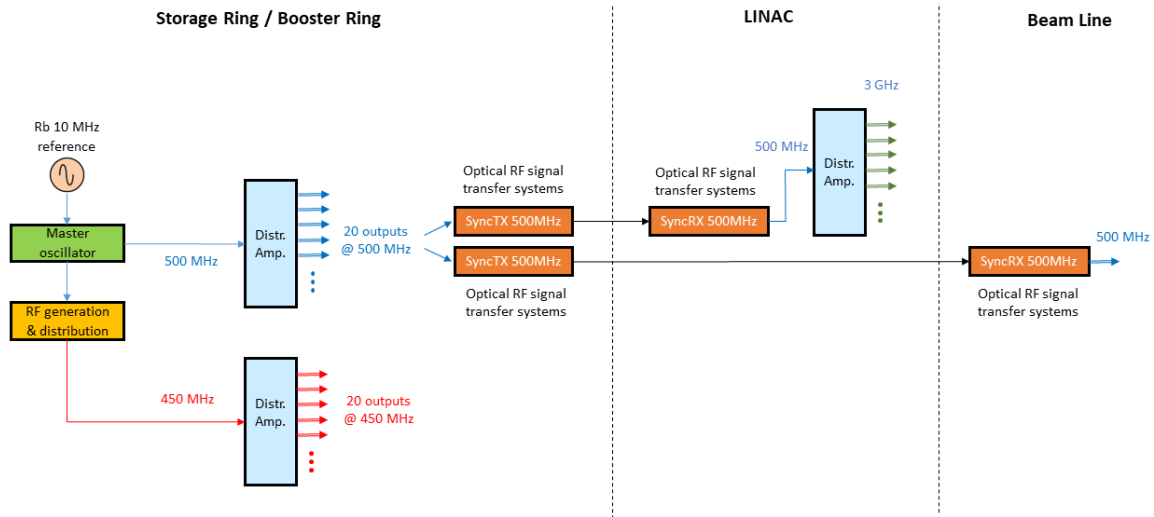 Storage Ring / Booster Ring
LINAC
Beam Line
Rb 10 MHz
reference
Master
oscillator
500 MHz
RF generation
& distribution
450 MHz
Distr.
Amp.
20 outputs
@ 500 MHz
Distr.
Amp.
20 outputs
@ 450 MHz
Optical RF signal
transfer systems
SyncTX 500MHz
SyncTX 500MHz
Optical RF signal
transfer systems
Optical RF signal
transfer systems
SyncRX 500MHz
500 MHz
Distr.
Amp.
3 GHz
SyncRX 500MHz
500 MHz
Optical RF signal
transfer systems